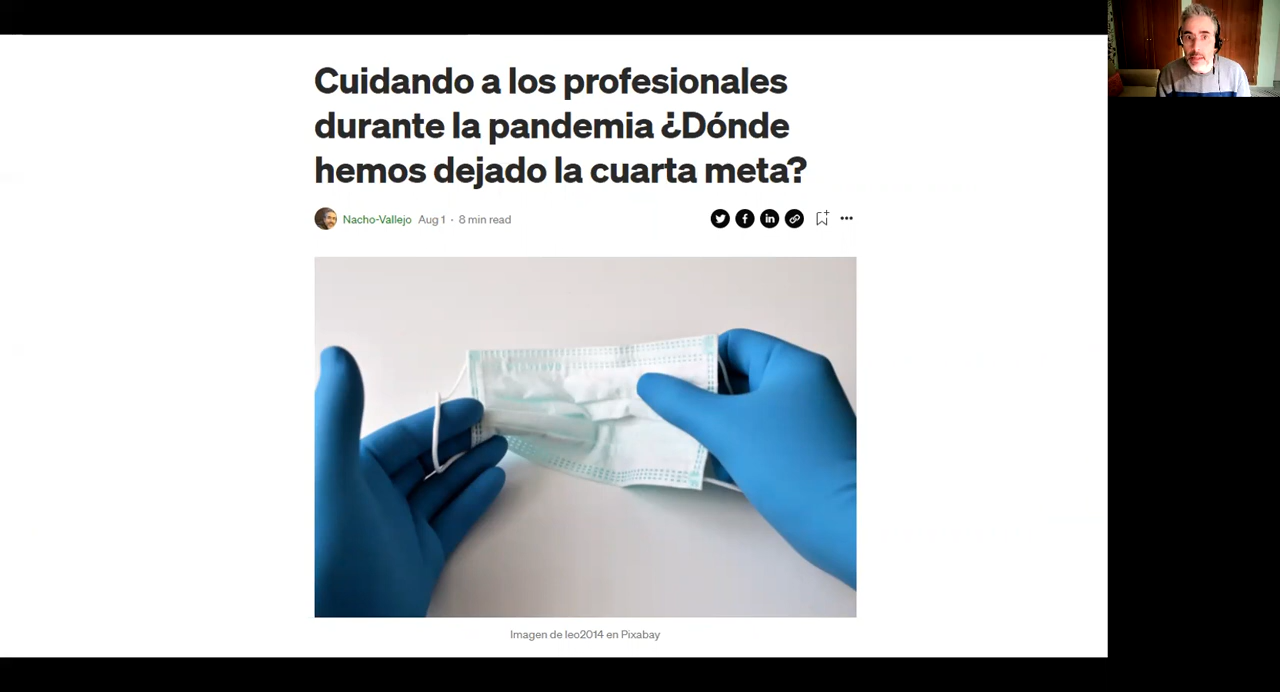 Cuidando a los profesionales
durante la pandemia ¿Dónde
hemos dejado la cuarta meta?
Nacho-Vallejo Aug 1 · 8 min read
Imagen de leo2014 en Pixabay